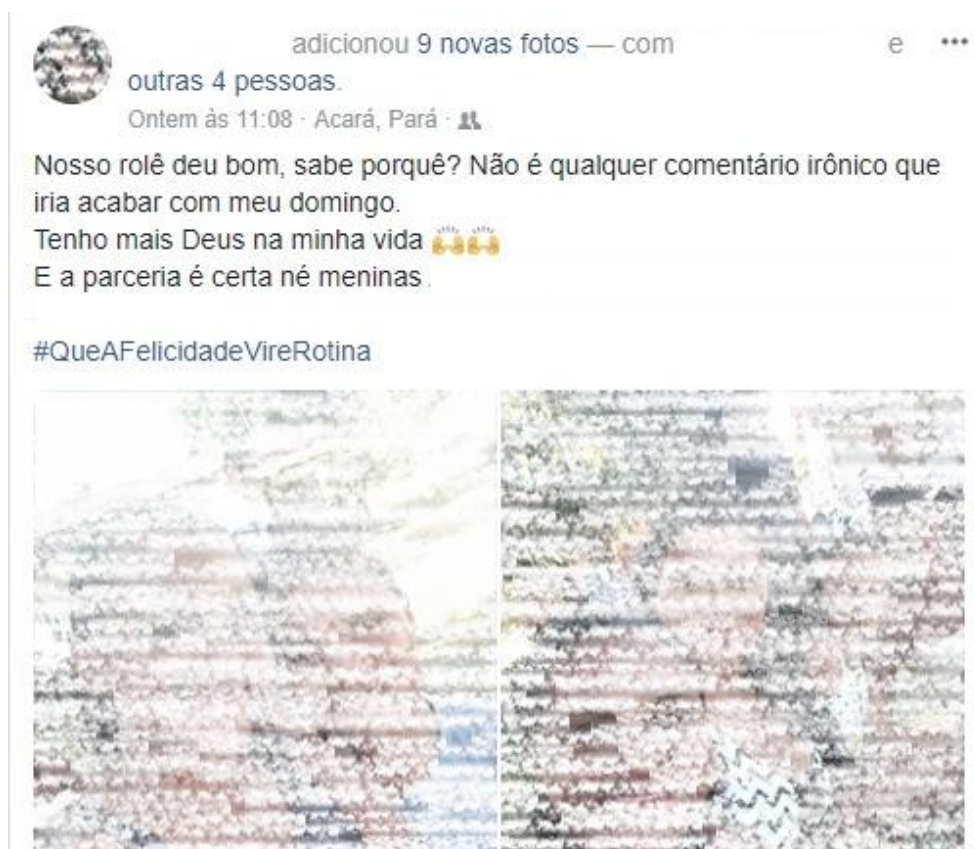 adicionou 9 novas fotos — com e ...
outras 4 pessoas.
Ontem às 11:08 · Acará, Pará ·
Nosso rolê deu bom, sabe porquê? Não é qualquer comentário irônico que
iria acabar com meu domingo.
Tenho mais Deus na minha vida 🙌🙌
E a parceria é certa né meninas
#QueAFelicidadeVireRotina